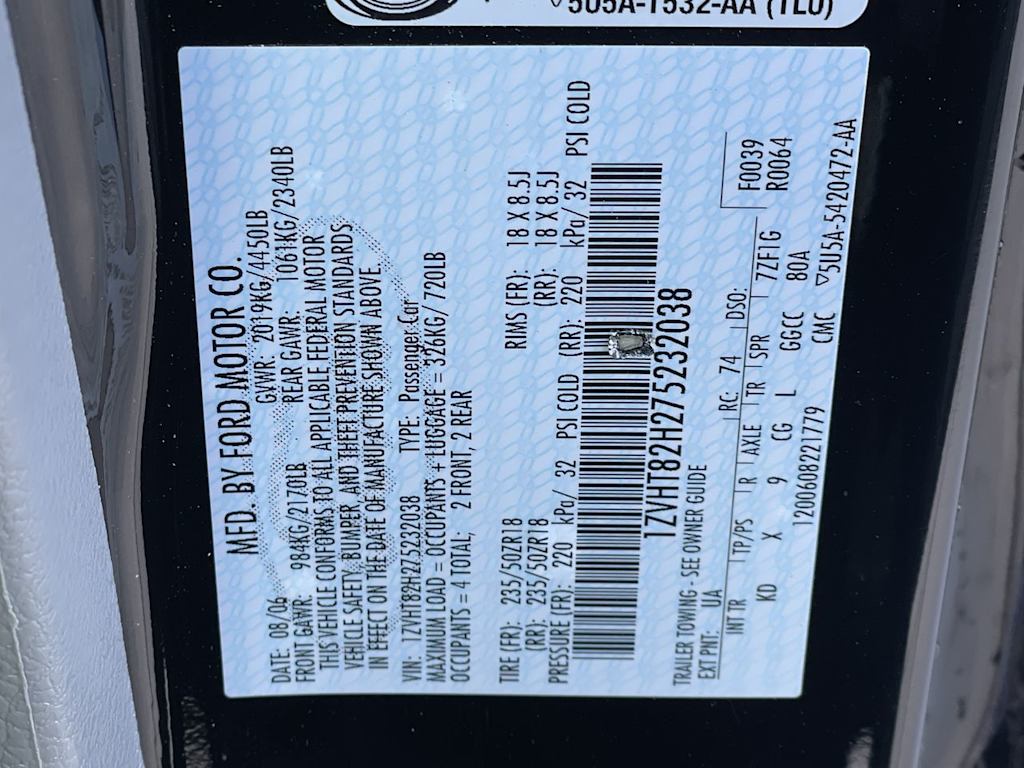 5U5A-1532-AA (TLU)
MFD. BY FORD MOTOR CO.
DATE: 08/06 GVWR: 2019KG/4450LB
FRONT GAWR: 984KG/2170LB REAR GAWR: 1061KG/2340LB
THIS VEHICLE CONFORMS TO ALL APPLICABLE FEDERAL MOTOR
VEHICLE SAFETY, BUMPER, AND THEFT PREVENTION STANDARDS
IN EFFECT ON THE DATE OF MANUFACTURE SHOWN ABOVE.
VIN: 1ZVHT82H275232038 TYPE: Passenger Car
MAXIMUM LOAD = OCCUPANTS + LUGGAGE = 326KG/720LB
OCCUPANTS = 4 TOTAL; 2 FRONT, 2 REAR
TIRE (FR): 235/50ZR18 RIMS (FR): 18 X 8.5J
(RR): 235/50ZR18 (RR): 18 X 8.5J
PRESSURE (FR): 220 kPa/ 32 PSI COLD (RR): 220 kPa/ 32 PSI COLD
1ZVHT82H275232038
TRAILER TOWING - SEE OWNER GUIDE
EXT PNT: UA RC: 74 DSO: F0039
INT TR TP/PS R AXLE TR SPR 7ZF1G R0064
KD X 9 CG L GGCC 80A
1200608221779 CMC ▽5U5A-5420472-AA